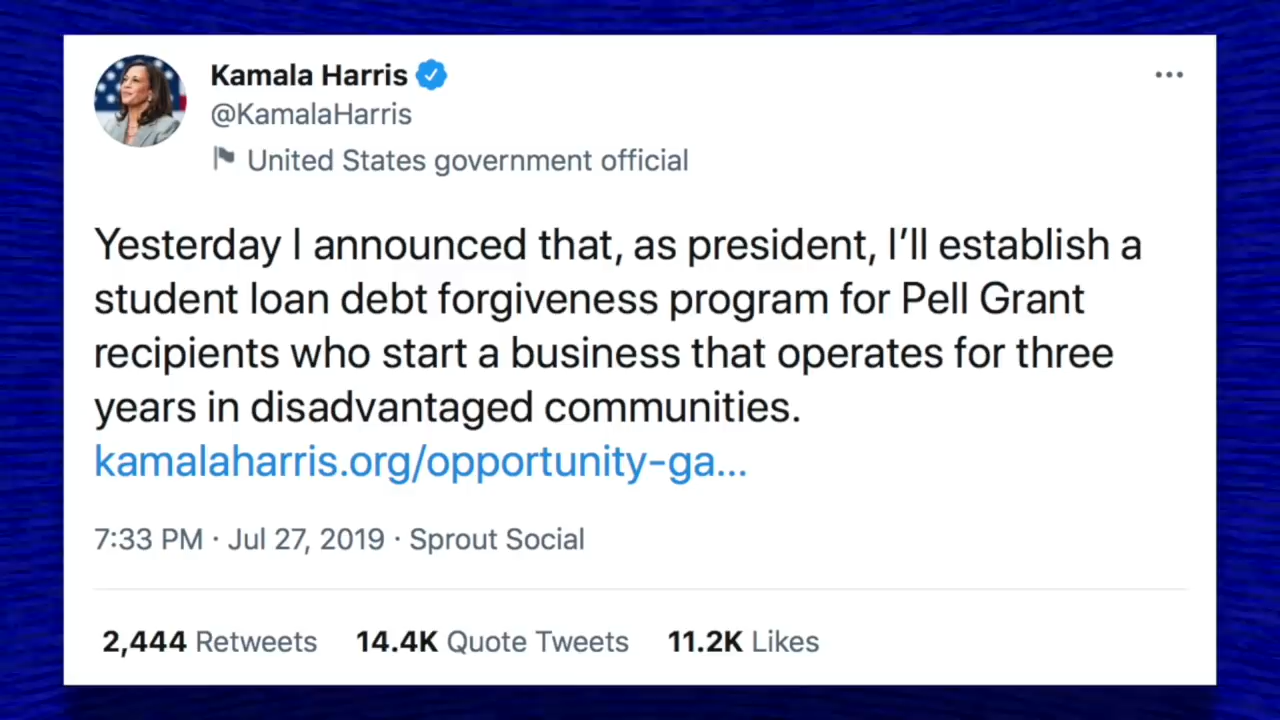 Kamala Harris
@KamalaHarris
United States government official
Yesterday I announced that, as president, I’ll establish a
student loan debt forgiveness program for Pell Grant
recipients who start a business that operates for three
years in disadvantaged communities.
kamalaharris.org/opportunity-ga...
7:33 PM · Jul 27, 2019 · Sprout Social
2,444 Retweets 14.4K Quote Tweets 11.2K Likes